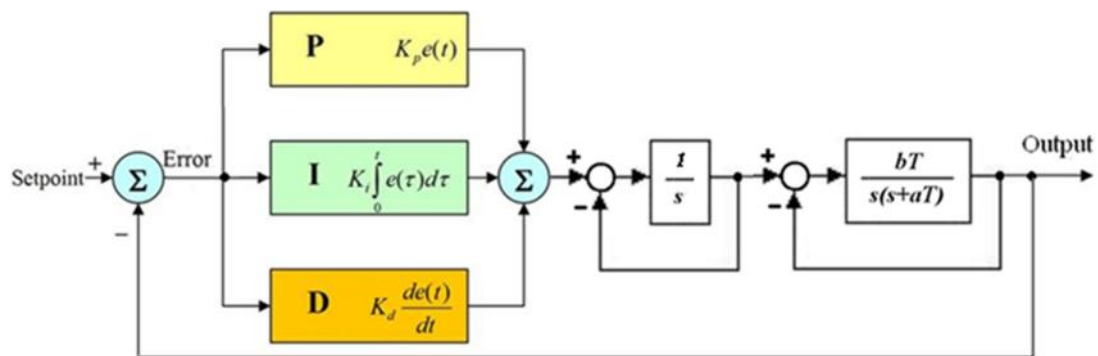 P K_p e(t)
Setpoint + Σ Error
−
I K_i ∫_0^t e(τ)dτ
Σ
D K_d de(t)/dt
+ −
1/s
+ −
bT/s(s+aT)
Output